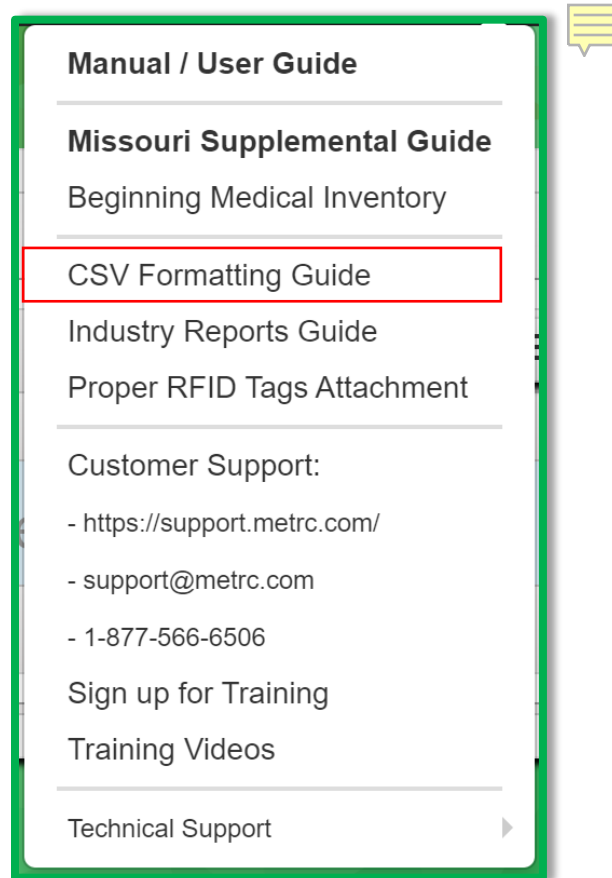 Manual / User Guide
Missouri Supplemental Guide
Beginning Medical Inventory
CSV Formatting Guide
Industry Reports Guide
Proper RFID Tags Attachment
Customer Support:
- https://support.metrc.com/
- support@metrc.com
- 1-877-566-6506
Sign up for Training
Training Videos
Technical Support